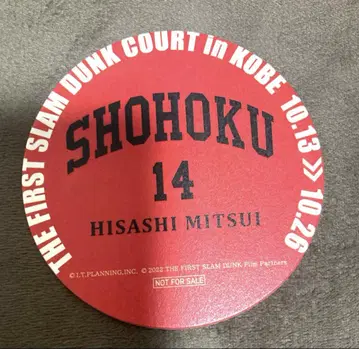 THE FIRST SLAM DUNK COURT in KOBE 10.13 >> 10.26
SHOHOKU
14
HISASHI MITSUI
© I.T.PLANNING,INC. © 2022 THE FIRST SLAM DUNK Film Partners
NOT FOR SALE